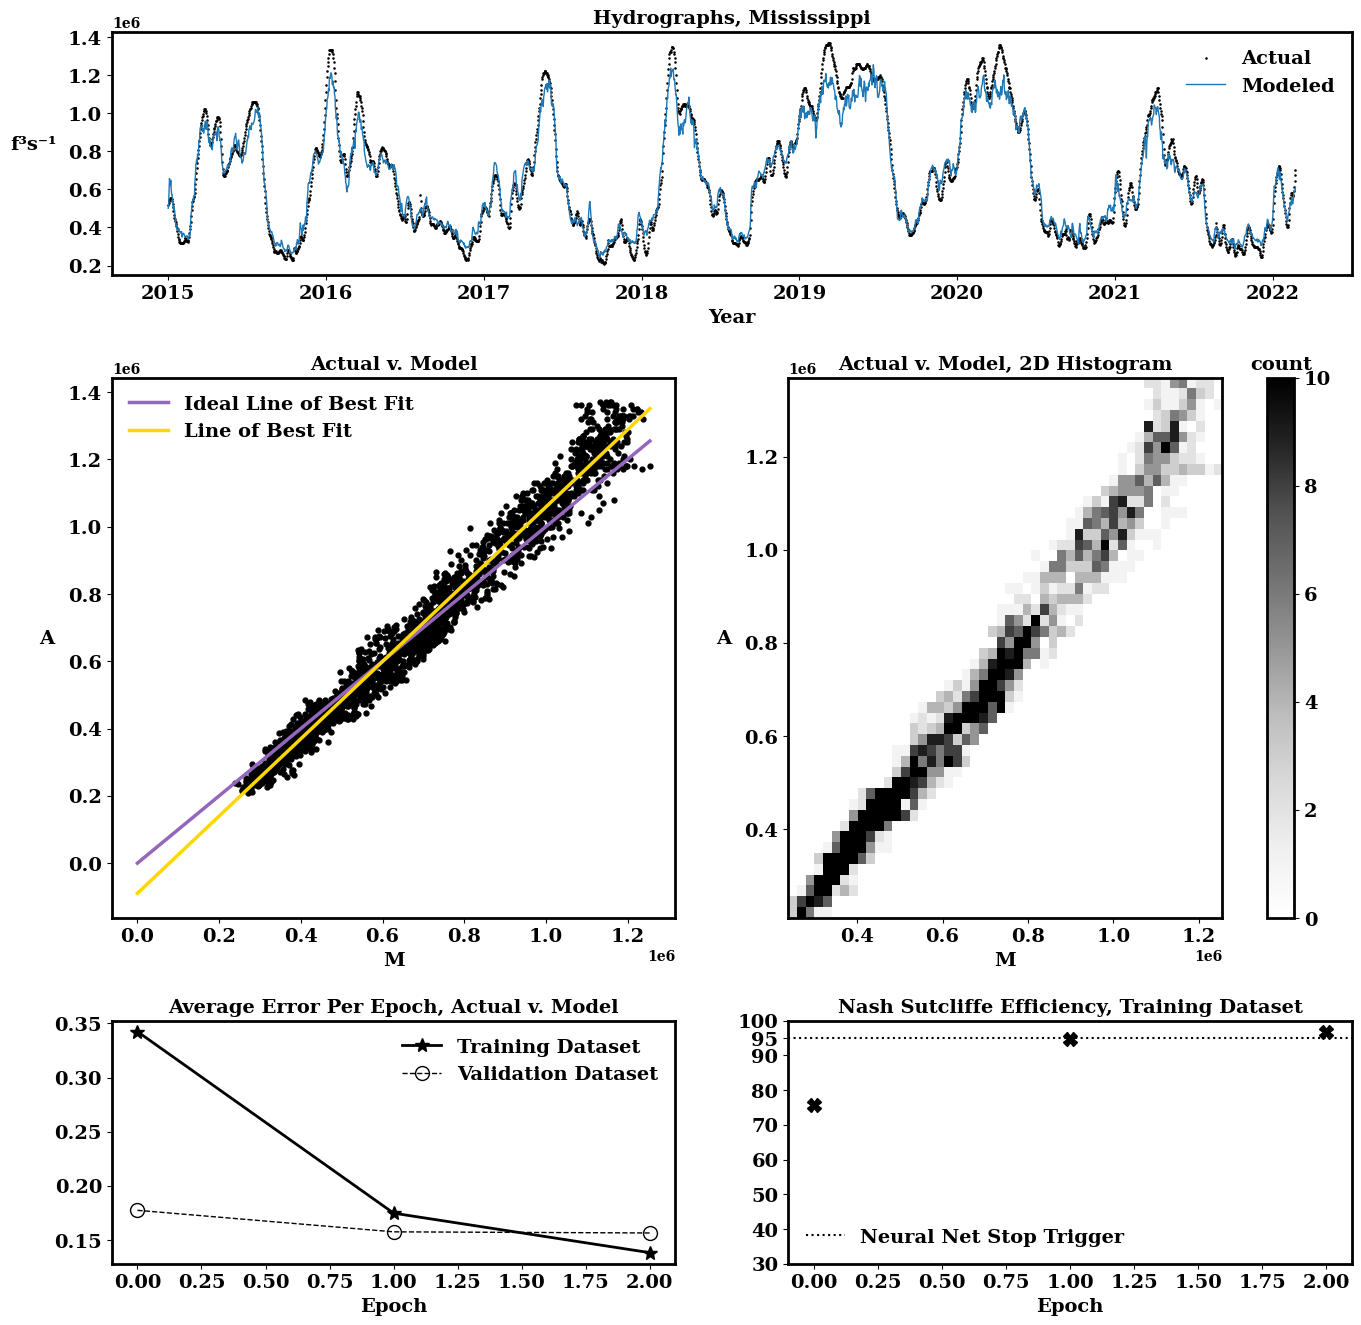 Hydrographs, Mississippi
1e6
1.4
1.2
1.0
0.8
0.6
0.4
0.2
f³s⁻¹
Actual
Modeled
2015 2016 2017 2018 2019 2020 2021 2022
Year
Actual v. Model
1e6
1.4
1.2
1.0
0.8
0.6
0.4
0.2
0.0
A
Ideal Line of Best Fit
Line of Best Fit
0.0 0.2 0.4 0.6 0.8 1.0 1.2
M
1e6
Actual v. Model, 2D Histogram
1e6
1.2
1.0
0.8
0.6
0.4
A
0.4 0.6 0.8 1.0 1.2
M
1e6
count
10
8
6
4
2
0
Average Error Per Epoch, Actual v. Model
0.35
0.30
0.25
0.20
0.15
Training Dataset
Validation Dataset
0.00 0.25 0.50 0.75 1.00 1.25 1.50 1.75 2.00
Epoch
Nash Sutcliffe Efficiency, Training Dataset
100
95
90
80
70
60
50
40
30
Neural Net Stop Trigger
0.00 0.25 0.50 0.75 1.00 1.25 1.50 1.75 2.00
Epoch